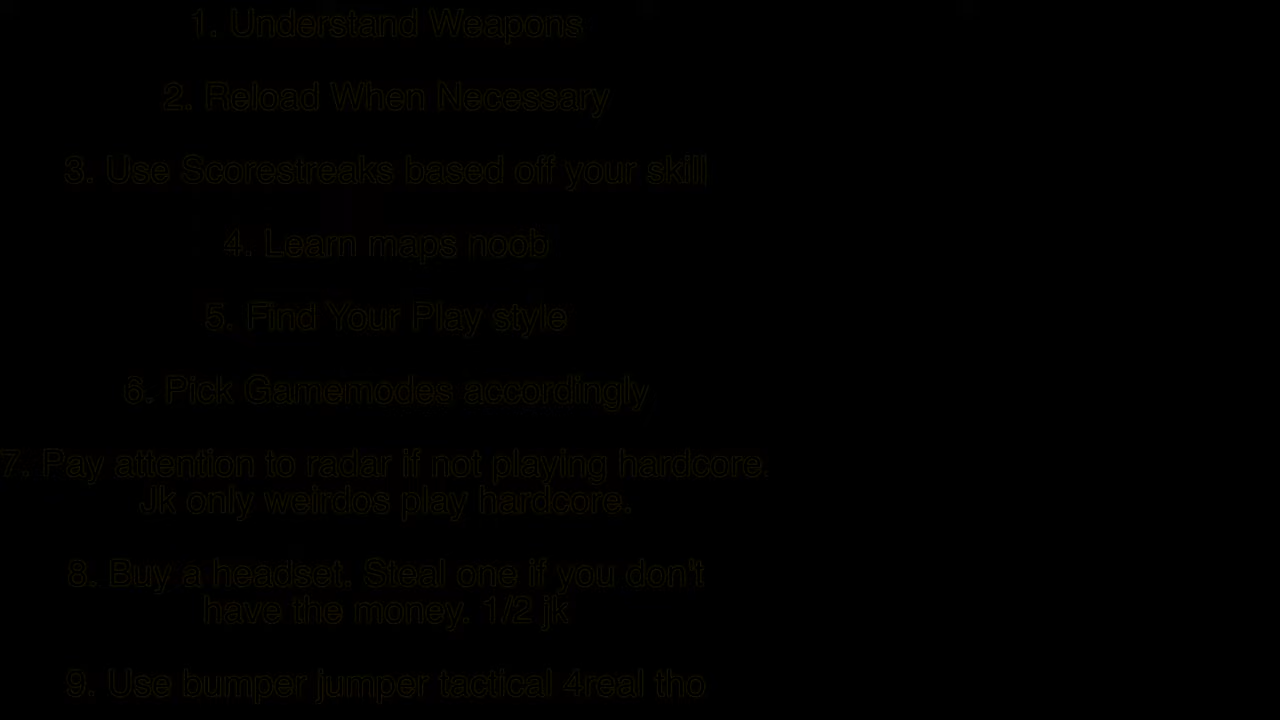 1. Understand Weapons
2. Reload When Necessary
3. Use Scorestreaks based off your skill
4. Learn maps noob
5. Find Your Play style
6. Pick Gamemodes accordingly
7. Pay attention to radar if not playing hardcore.
Jk only weirdos play hardcore.
8. Buy a headset. Steal one if you don't
have the money. 1/2 jk
9. Use bumper jumper tactical 4real tho